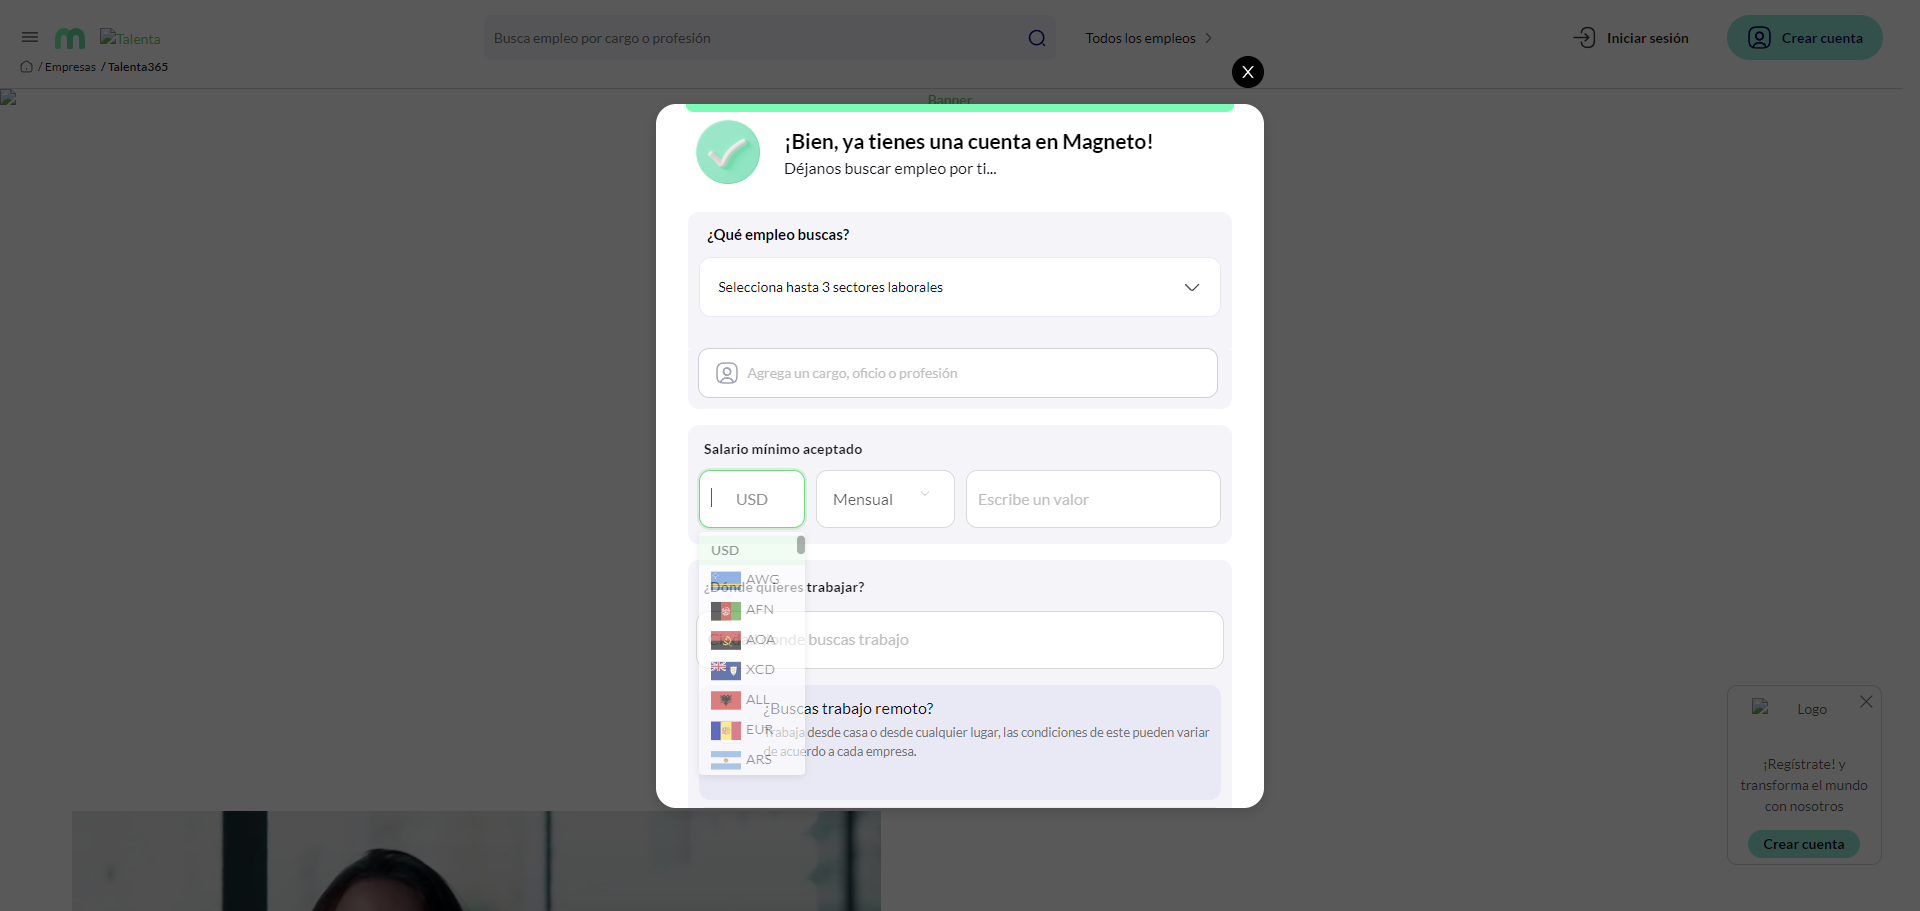 Talenta
Busca empleo por cargo o profesión
Todos los empleos
Iniciar sesión
Crear cuenta
/ Empresas / Talenta365
X
Banner
¡Bien, ya tienes una cuenta en Magneto!
Déjanos buscar empleo por ti...
¿Qué empleo buscas?
Selecciona hasta 3 sectores laborales
Agrega un cargo, oficio o profesión
Salario mínimo aceptado
USD
Mensual
Escribe un valor
USD
AWG
¿Dónde quieres trabajar?
AFN
AOA
donde buscas trabajo
XCD
ALL
¿Buscas trabajo remoto?
EUR
Trabaja desde casa o desde cualquier lugar, las condiciones de este pueden variar
de acuerdo a cada empresa.
ARS
Logo
¡Regístrate! y
transforma el mundo
con nosotros
Crear cuenta